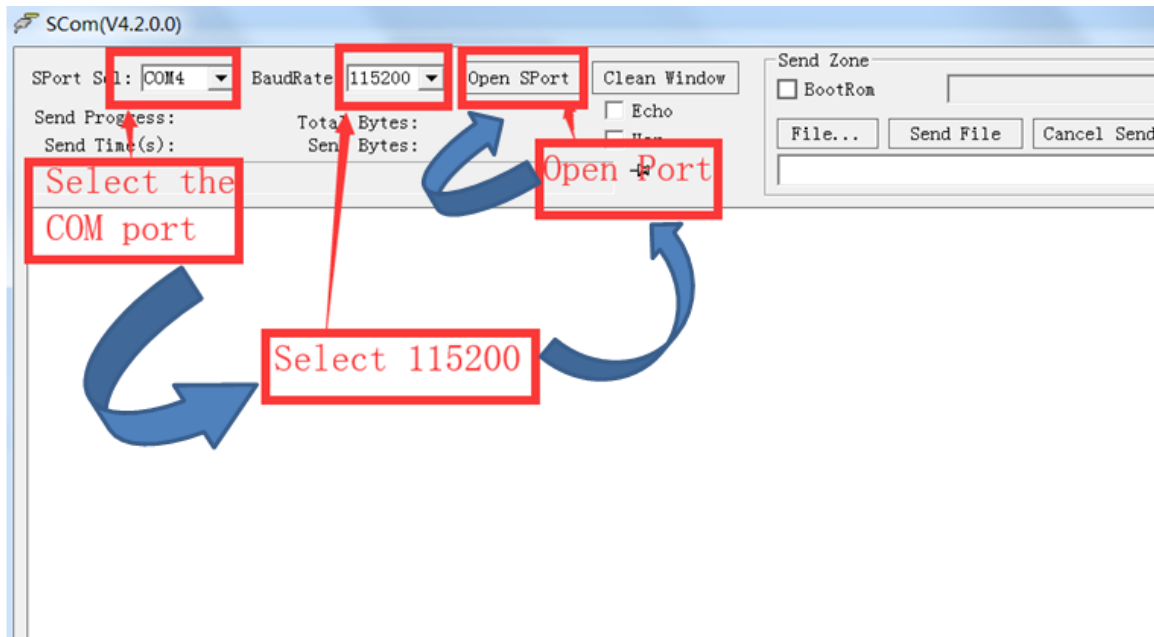 SCom(V4.2.0.0)
SPort Sel: COM4 BaudRate 115200 Open SPort Clean Window
Send Zone
BootRom
Echo
Send Progress: Total Bytes:
Send Time(s): Send Bytes:
File... Send File Cancel Send
Select the
COM port
Open Port
Select 115200